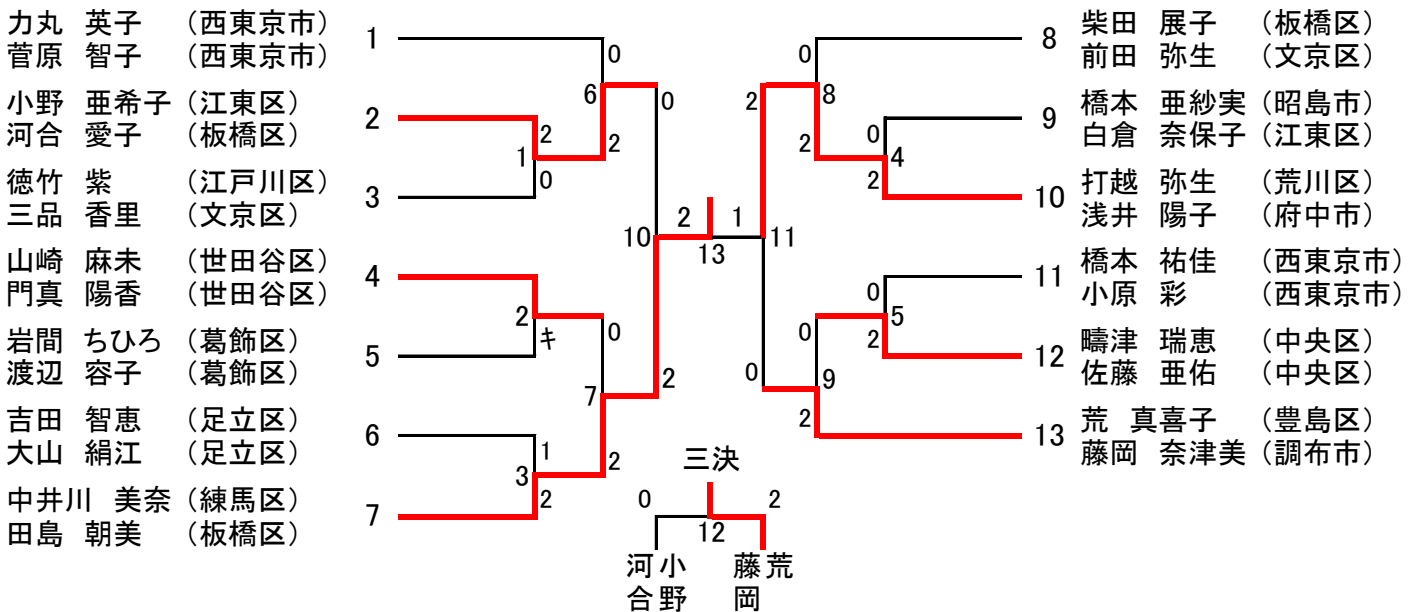 力丸 英子 （西東京市）
菅原 智子 （西東京市）
1
小野 亜希子（江東区）
河合 愛子 （板橋区）
2
徳竹 紫 （江戸川区）
三品 香里 （文京区）
3
山崎 麻未 （世田谷区）
門真 陽香 （世田谷区）
4
岩間 ちひろ（葛飾区）
渡辺 容子 （葛飾区）
5
吉田 智恵 （足立区）
大山 絹江 （足立区）
6
中井川 美奈（練馬区）
田島 朝美 （板橋区）
7
0
6
0
2
1
2
0
10
2
キ
0
7
2
1
3
2
2
2
1
13
三決
0
2
12
河合
小野
藤岡
荒
0
2
8
2
0
4
2
11
0
5
2
0
0
9
2
8
柴田 展子 （板橋区）
前田 弥生 （文京区）
9
橋本 亜紗実（昭島市）
白倉 奈保子（江東区）
10
打越 弥生 （荒川区）
浅井 陽子 （府中市）
11
橋本 祐佳 （西東京市）
小原 彩 （西東京市）
12
疇津 瑞恵 （中央区）
佐藤 亜佑 （中央区）
13
荒 真喜子 （豊島区）
藤岡 奈津美（調布市）